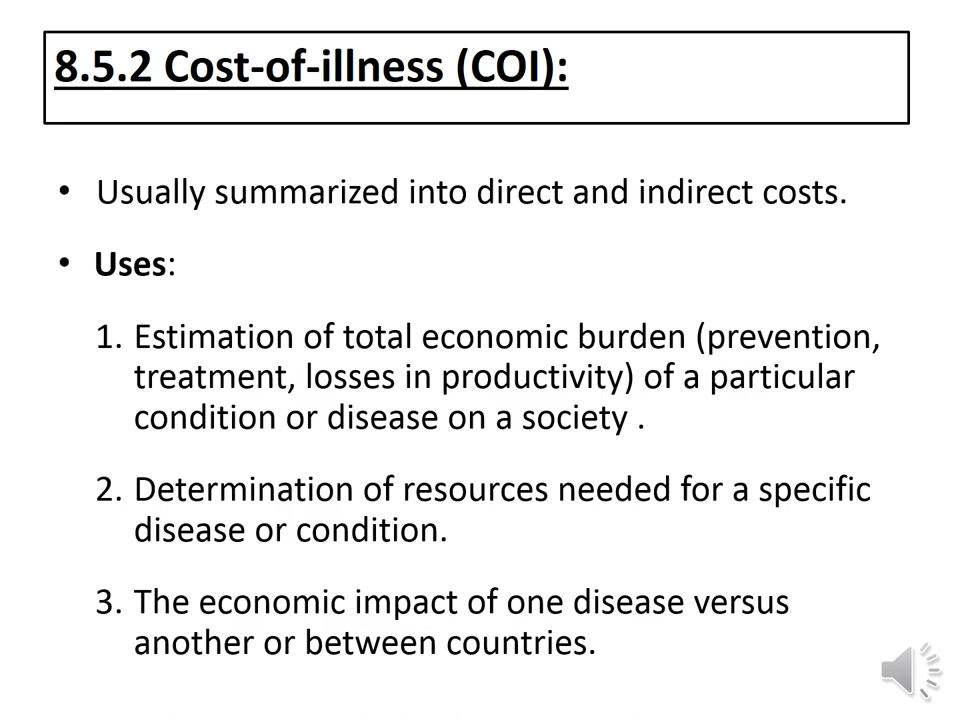 8.5.2 Cost-of-illness (COI):
• Usually summarized into direct and indirect costs.
• Uses:
1. Estimation of total economic burden (prevention,
treatment, losses in productivity) of a particular
condition or disease on a society .
2. Determination of resources needed for a specific
disease or condition.
3. The economic impact of one disease versus
another or between countries.